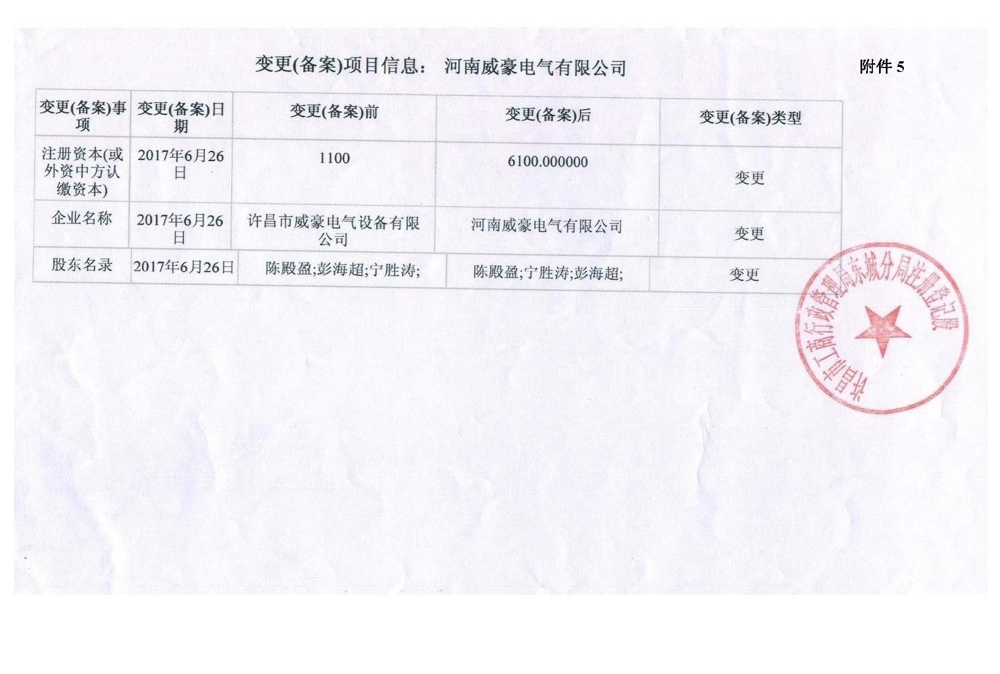 变更(备案)项目信息： 河南威豪电气有限公司
附件 5
变更(备案)事
项
变更(备案)日
期
变更(备案)前
变更(备案)后
变更(备案)类型
注册资本(或
外资中方认
缴资本)
2017年6月26
日
1100
6100.000000
变更
企业名称
2017年6月26
日
许昌市威豪电气设备有限
公司
河南威豪电气有限公司
变更
股东名录
2017年6月26日
陈殿盈;彭海超;宁胜涛;
陈殿盈;宁胜涛;彭海超;
变更
许昌市工商行政管理局东城分局注册登记股